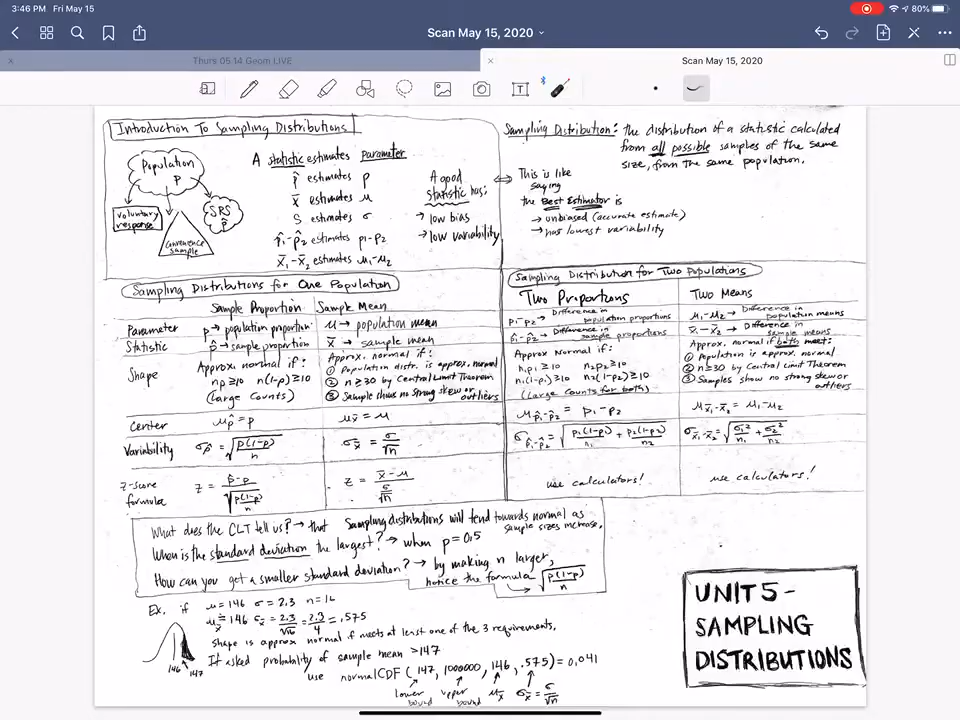 3:46 PM Fri May 15
80%
Scan May 15, 2020
Thurs 05.14 Geom LIVE
Scan May 15, 2020
Introduction To Sampling Distributions
Population
p
Voluntary
response
Convenience
sample
SRS
p̂
A statistic estimates parameter
p̂ estimates p
x̄ estimates μ
S estimates σ
p̂₁-p̂₂ estimates p₁-p₂
x̄₁-x̄₂ estimates μ₁-μ₂
A good
statistic has:
→ low bias
→ low variability
Sampling Distribution: the distribution of a statistic calculated
from all possible samples of the same
size, from the same population.
⇔ This is like
saying
the Best Estimator is
→ unbiased (accurate estimate)
→ has lowest variability
Sampling Distributions for One Population
Sample Proportion Sample Mean
Parameter p → population proportion μ → population mean
Statistic p̂ → sample proportion x̄ → sample mean
Shape
Approx. normal if:
np ≥ 10 n(1-p) ≥ 10
(Large Counts)
Approx. normal if:
① Population distr. is approx. normal
② n ≥ 30 by Central Limit Theorem
③ Sample shows no strong skew or
outliers
Center μp̂ = p μx̄ = μ
Variability σp̂ = √(p(1-p)/n) σx̄ = σ/√n
Z-score
formula
z = (p̂-p)/√(p(1-p)/n) z = (x̄-μ)/(σ/√n)
Sampling Distribution for Two Populations
Two Proportions Two Means
p₁-p₂ → Difference in
population proportions
p̂₁-p̂₂ → Difference in
sample proportions
Approx Normal if:
n₁p₁ ≥ 10 n₂p₂ ≥ 10
n₁(1-p₁) ≥ 10 n₂(1-p₂) ≥ 10
(Large Counts for both)
μp̂₁-p̂₂ = p₁-p₂
σp̂₁-p̂₂ = √(p₁(1-p₁)/n₁ + p₂(1-p₂)/n₂)
use calculators!
μ₁-μ₂ → Difference in
population means
x̄₁-x̄₂ → Difference in
sample means
Approx. normal if both meet:
① Population is approx. normal
② n≥30 by Central Limit Theorem
③ Samples show no strong skew or
outliers
μx̄₁-x̄₂ = μ₁-μ₂
σx̄₁-x̄₂ = √(σ₁²/n₁ + σ₂²/n₂)
use calculators!
What does the CLT tell us? → that Sampling distributions will tend towards normal as
sample sizes increase.
When is the standard deviation the largest? → when p = 0.5
How can you get a smaller standard deviation? → by making n larger,
notice the formula
→ √(p(1-p)/n)
Ex. if μ=146 σ=2.3 n=16
μx̄=146 σx̄ = 2.3/√16 = 2.3/4 = .575
Shape is approx normal if meets at least one of the 3 requirements.
If asked probability of sample mean >147
146 147
use normalCDF (147, 1000000, 146, .575) = 0.041
lower
bound
upper
bound
μx̄ σx̄ = σ/√n
UNIT 5 -
SAMPLING
DISTRIBUTIONS